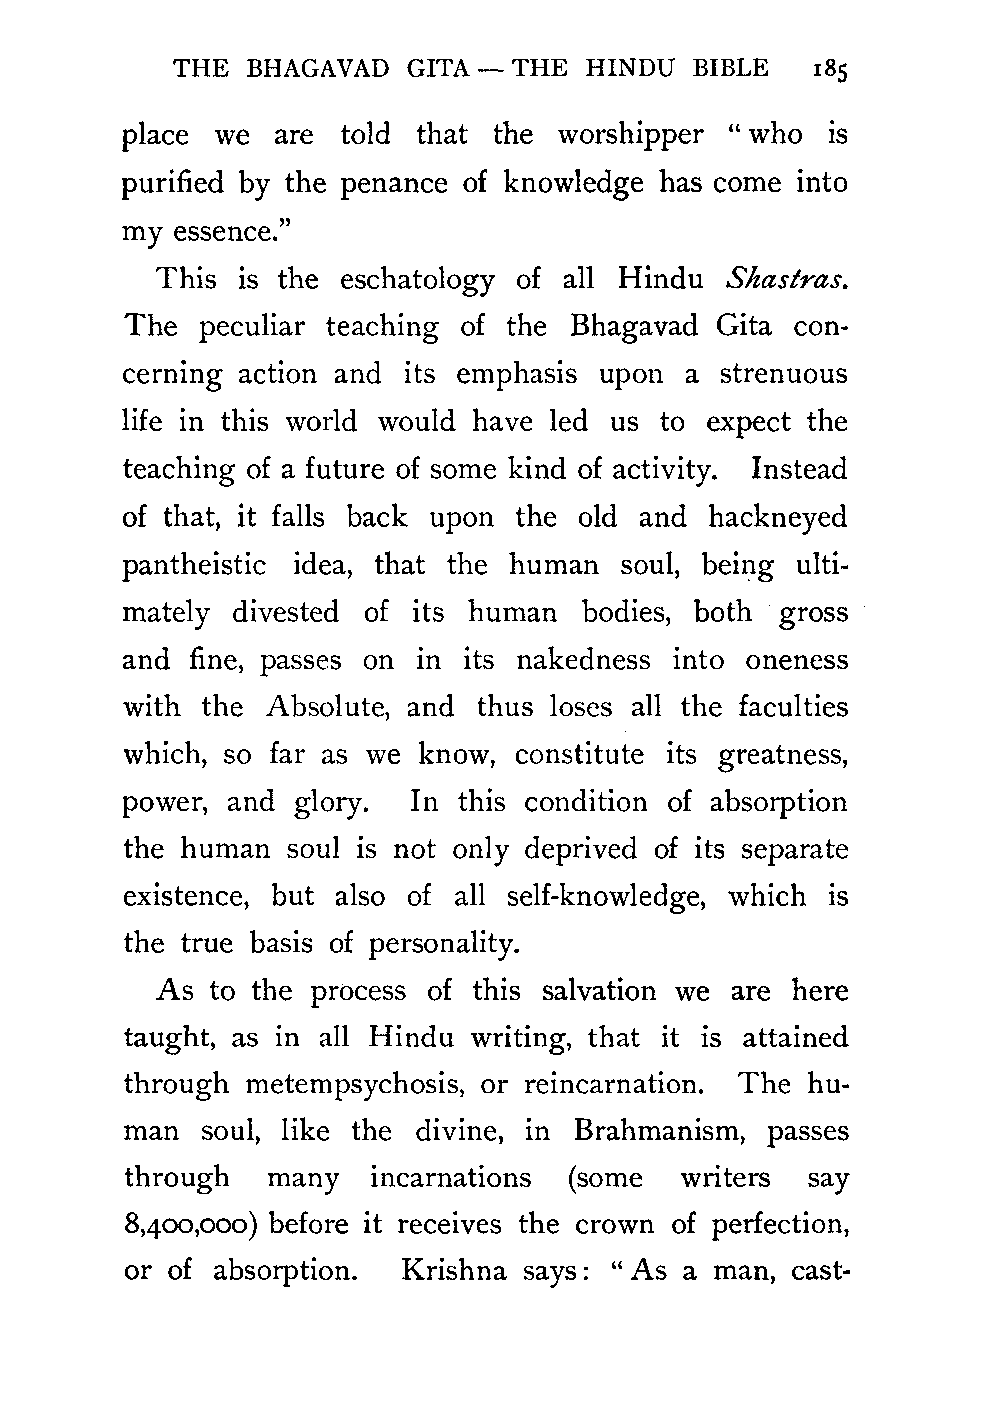 THE BHAGAVAD GITA — THE HINDU BIBLE 185
place we are told that the worshipper “ who is
purified by the penance of knowledge has come into
my essence.”
This is the eschatology of all Hindu Shastras.
The peculiar teaching of the Bhagavad Gita con-
cerning action and its emphasis upon a strenuous
life in this world would have led us to expect the
teaching of a future of some kind of activity. Instead
of that, it falls back upon the old and hackneyed
pantheistic idea, that the human soul, being ulti-
mately divested of its human bodies, both gross
and fine, passes on in its nakedness into oneness
with the Absolute, and thus loses all the faculties
which, so far as we know, constitute its greatness,
power, and glory. In this condition of absorption
the human soul is not only deprived of its separate
existence, but also of all self-knowledge, which is
the true basis of personality.
As to the process of this salvation we are here
taught, as in all Hindu writing, that it is attained
through metempsychosis, or reincarnation. The hu-
man soul, like the divine, in Brahmanism, passes
through many incarnations (some writers say
8,400,000) before it receives the crown of perfection,
or of absorption. Krishna says: “ As a man, cast-